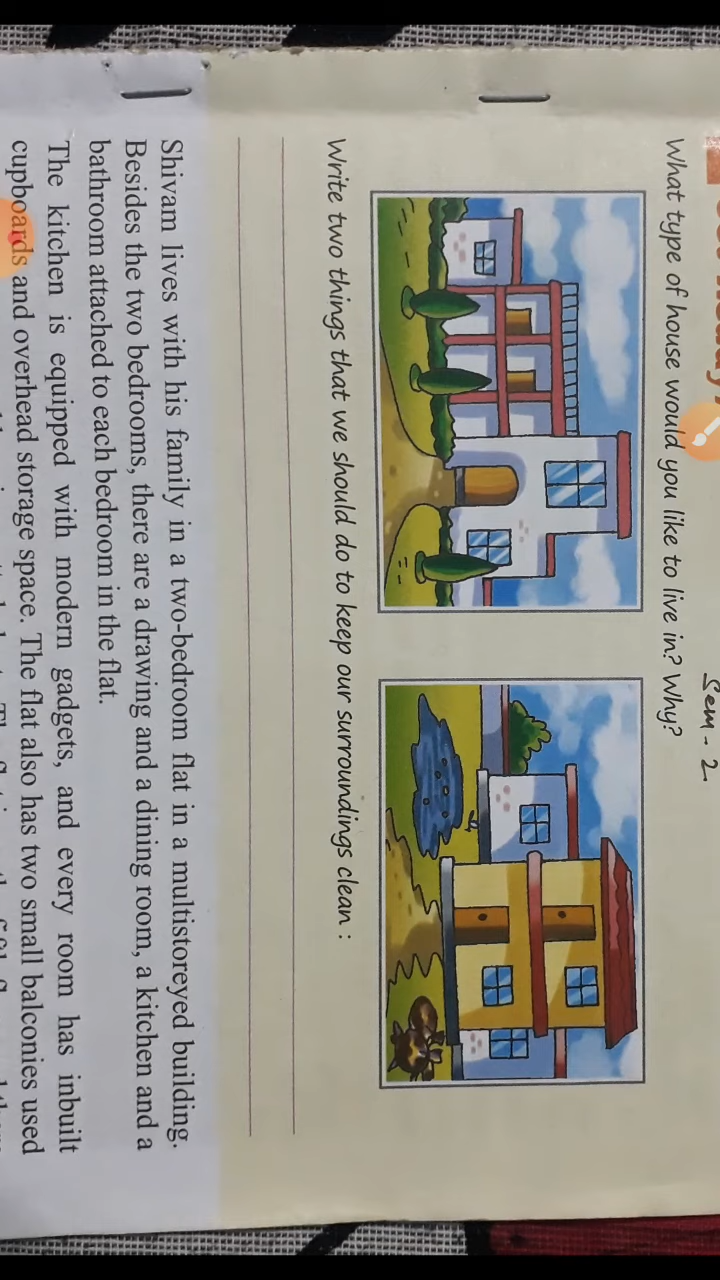 Sem - 2.
What type of house would you like to live in? Why?
Write two things that we should do to keep our surroundings clean :
Shivam lives with his family in a two-bedroom flat in a multistoreyed building.
Besides the two bedrooms, there are a drawing and a dining room, a kitchen and a
bathroom attached to each bedroom in the flat.
The kitchen is equipped with modern gadgets, and every room has inbuilt
cupboards and overhead storage space. The flat also has two small balconies used